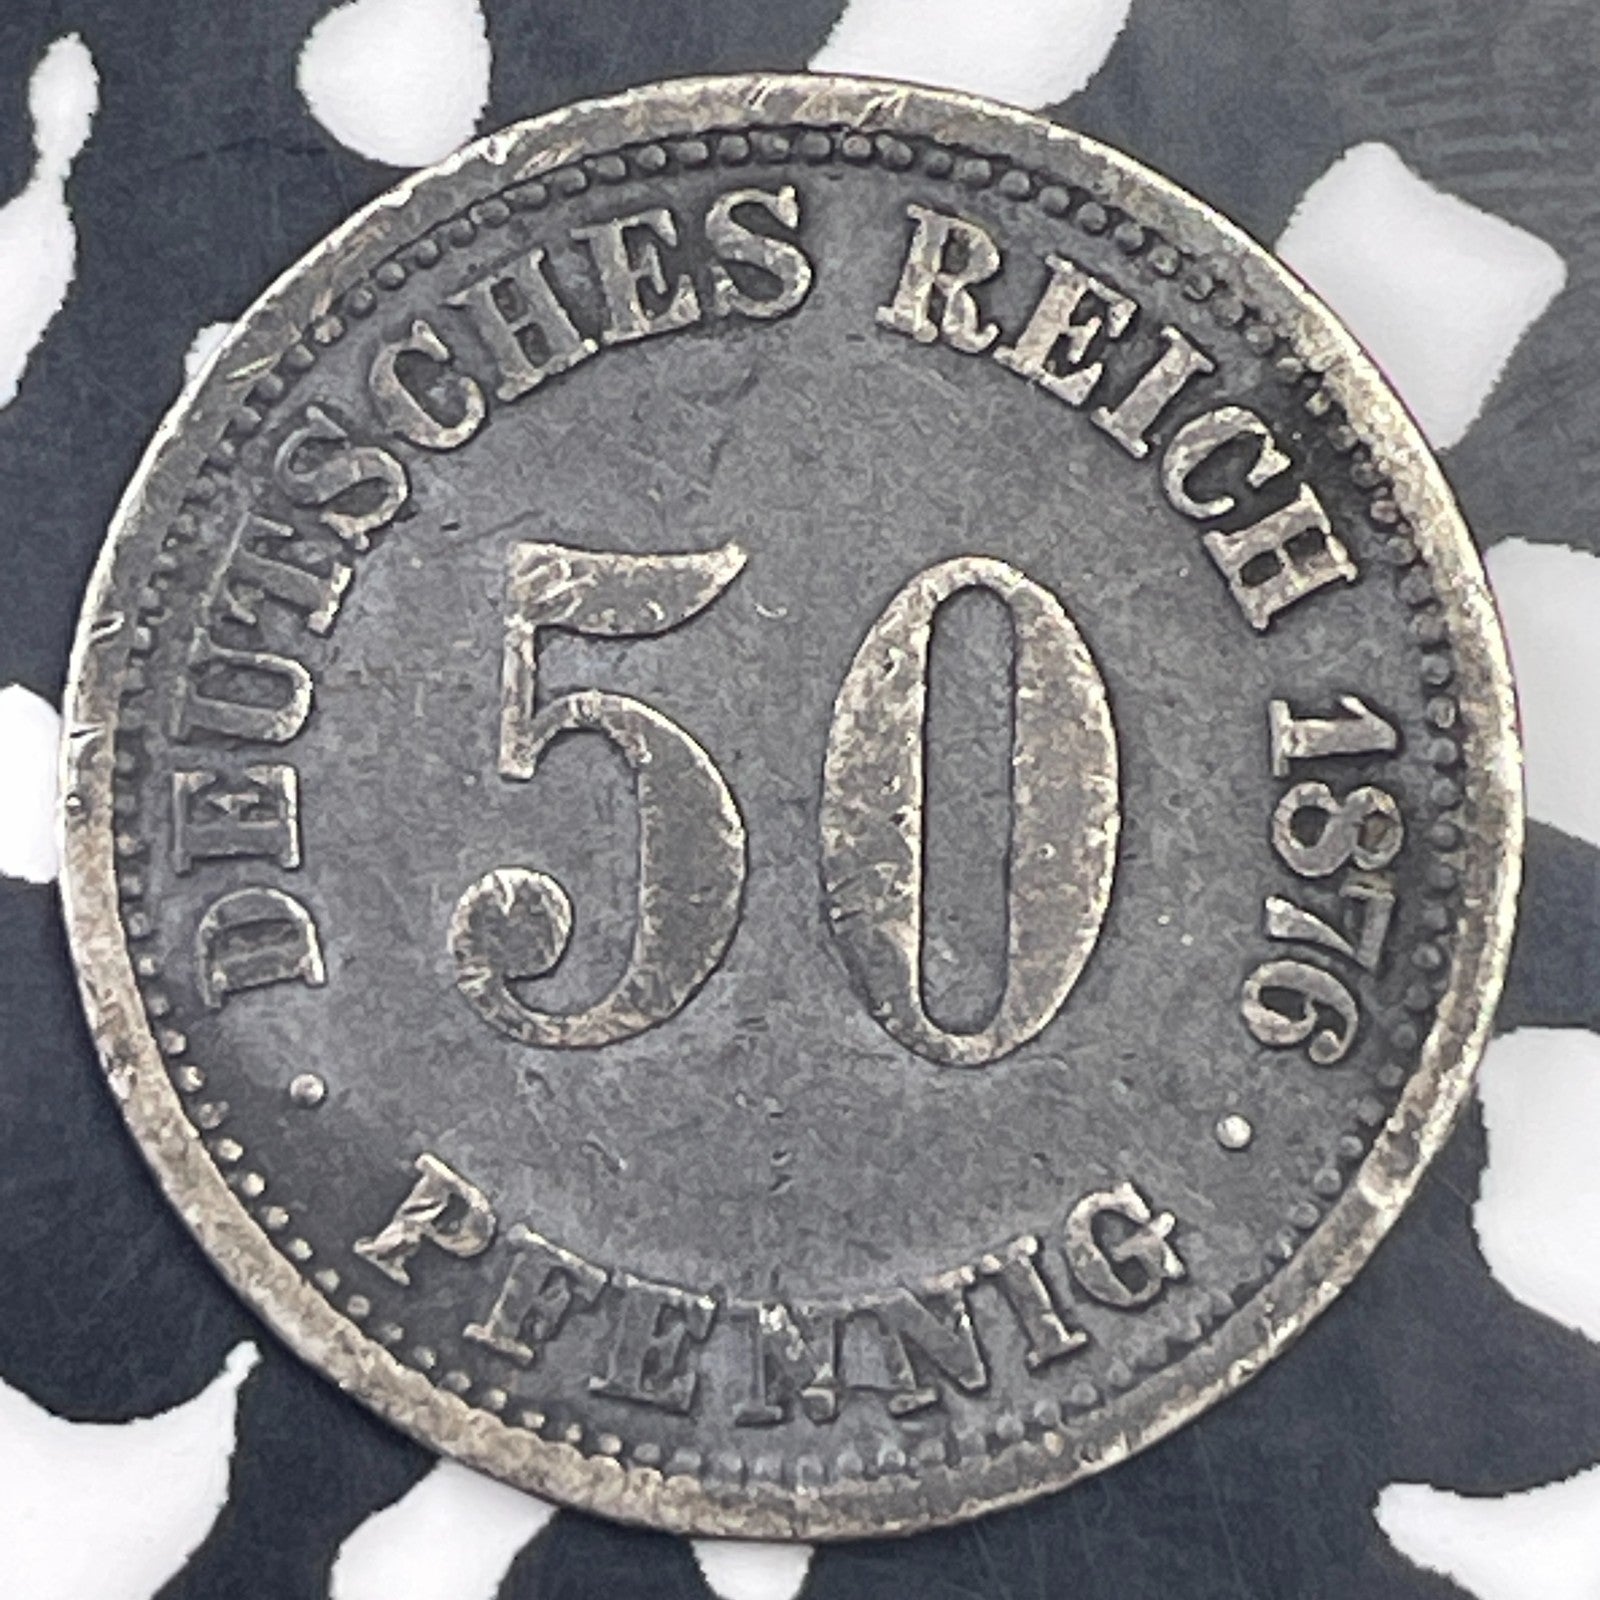 DEUTSCHES REICH 1876
50
· PFENNIG ·